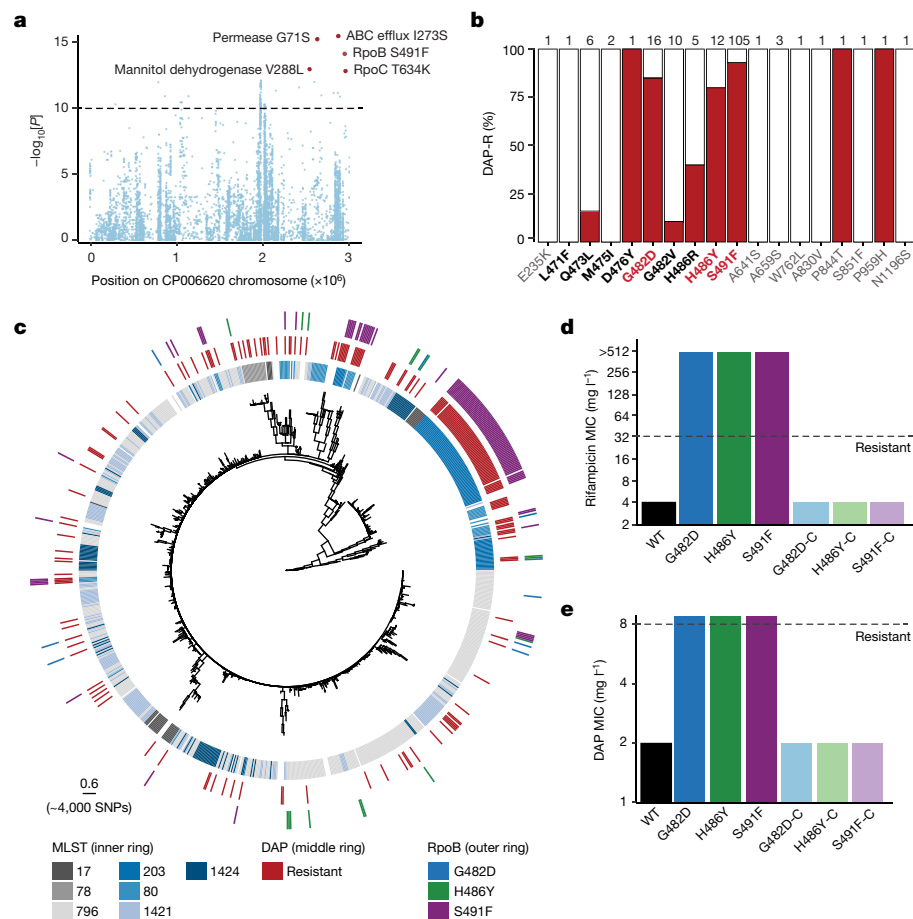 a
15
10
5
0
–log10[P]
Permease G71S
ABC efflux I273S
RpoB S491F
Mannitol dehydrogenase V288L
RpoC T634K
0 1 2 3
Position on CP006620 chromosome (×10⁶)
b
1 1 6 2 1 16 10 5 12 105 1 3 1 1 1 1 1 1
100
75
50
25
0
DAP-R (%)
E235K L471F Q473L M475I D476Y G482D G482V H486R H486Y S491F A641S A659S W762L A830V P844T S851F P959H N1196S
c
0.6
(~4,000 SNPs)
MLST (inner ring)
17 203 1424
78 80
796 1421
DAP (middle ring)
Resistant
RpoB (outer ring)
G482D
H486Y
S491F
d
Rifampicin MIC (mg l⁻¹)
>512
256
128
64
32
16
8
4
2
Resistant
WT G482D H486Y S491F G482D-C H486Y-C S491F-C
e
DAP MIC (mg l⁻¹)
8
4
2
1
Resistant
WT G482D H486Y S491F G482D-C H486Y-C S491F-C